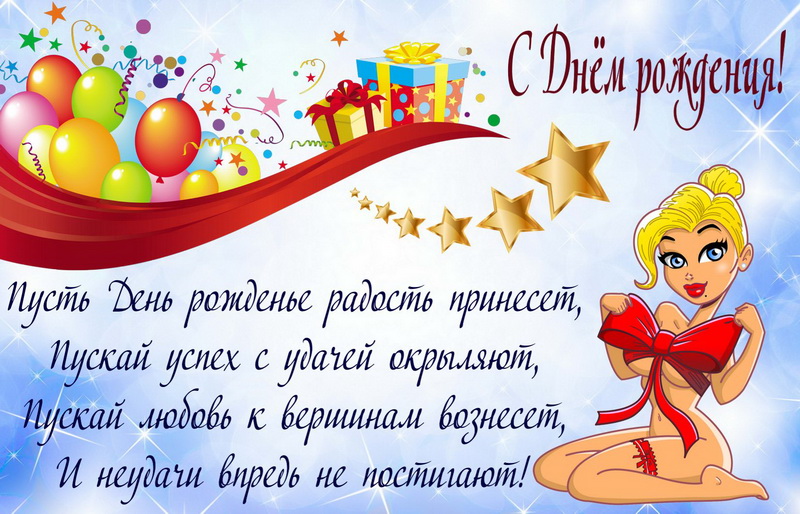 С Днём рождения!
Пусть День рожденье радость принесет,
Пускай успех с удачей окрыляют,
Пускай любовь к вершинам вознесет,
И неудачи впредь не постигают!